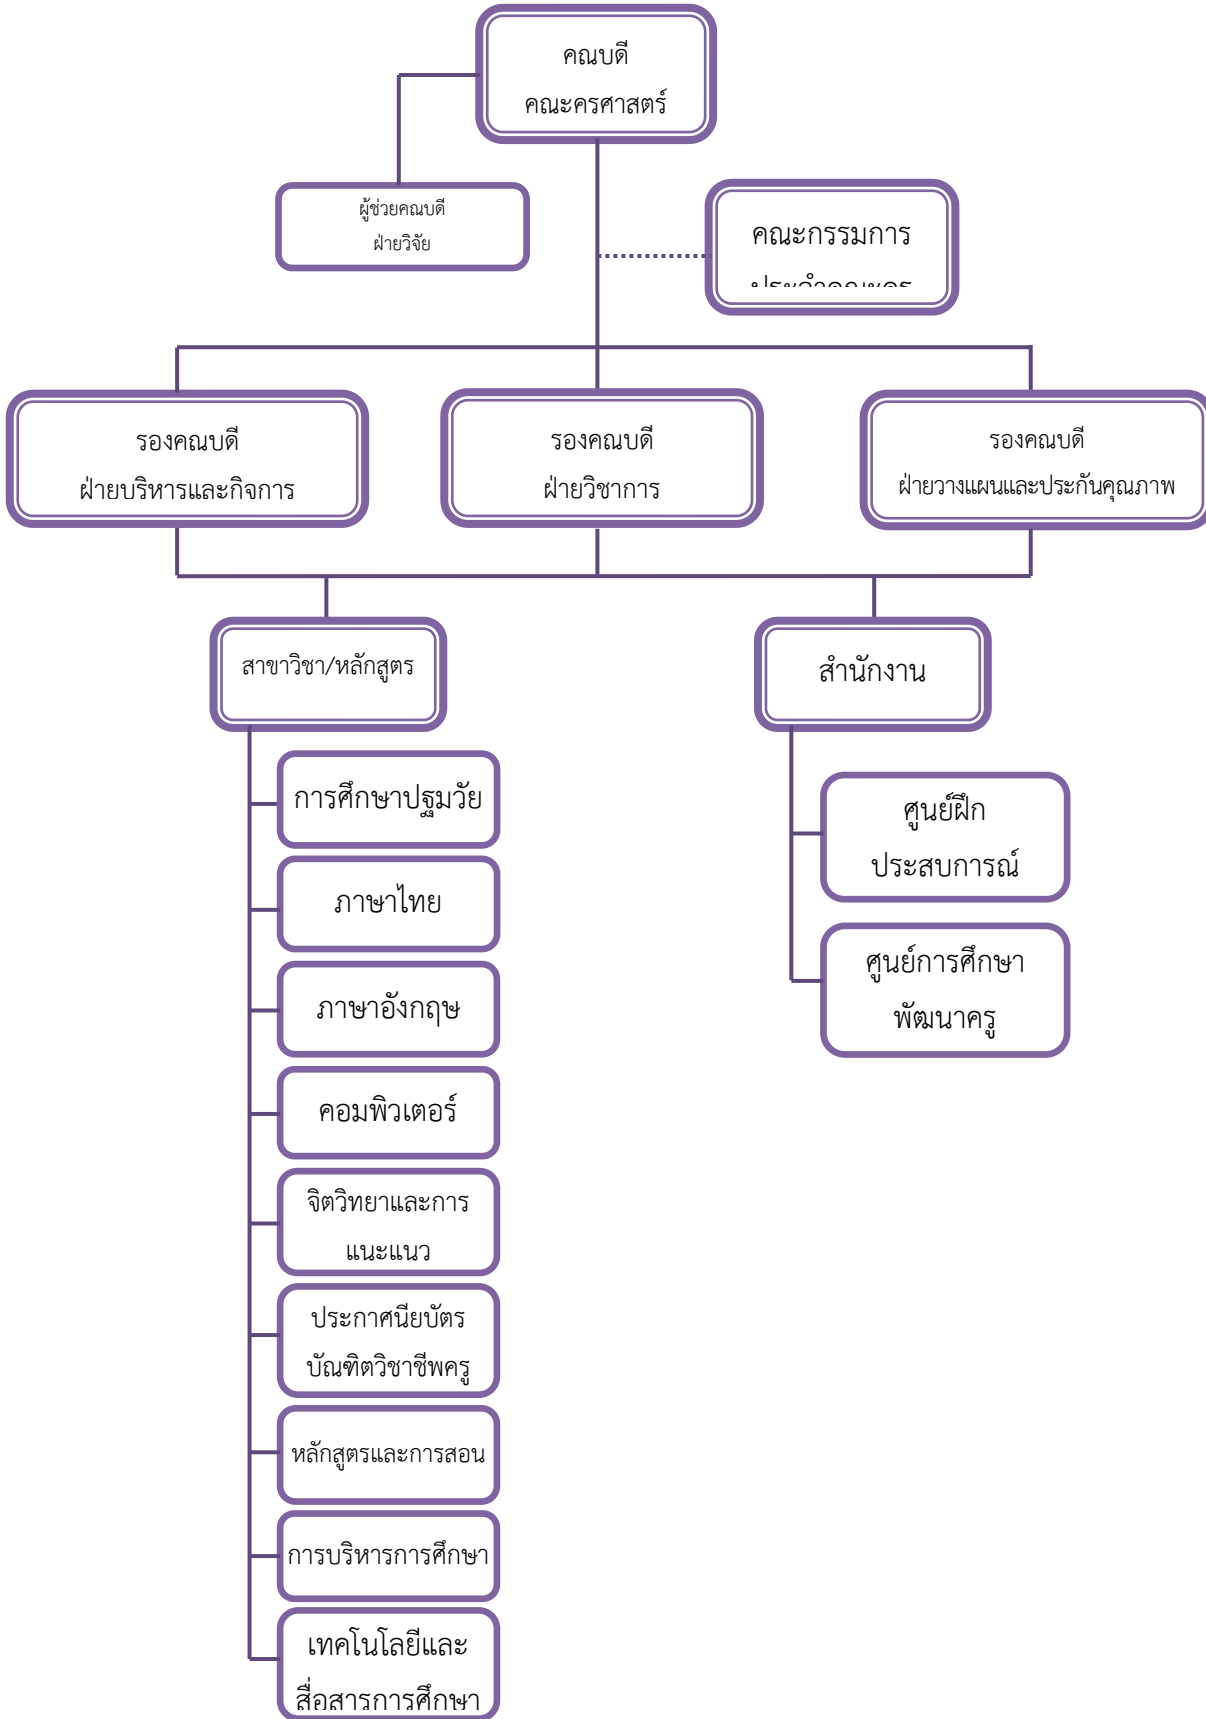 คณบดี
คณะครศาสตร์
ผู้ช่วยคณบดี
ฝ่ายวิจัย
คณะกรรมการ
ประจำคณะคร
รองคณบดี
ฝ่ายบริหารและกิจการ
รองคณบดี
ฝ่ายวิชาการ
รองคณบดี
ฝ่ายวางแผนและประกันคุณภาพ
สาขาวิชา/หลักสูตร
สำนักงาน
การศึกษาปฐมวัย
ภาษาไทย
ภาษาอังกฤษ
คอมพิวเตอร์
จิตวิทยาและการ
แนะแนว
ประกาศนียบัตร
บัณฑิตวิชาชีพครู
หลักสูตรและการสอน
การบริหารการศึกษา
เทคโนโลยีและ
สื่อสารการศึกษา
ศูนย์ฝึก
ประสบการณ์
ศูนย์การศึกษา
พัฒนาครู